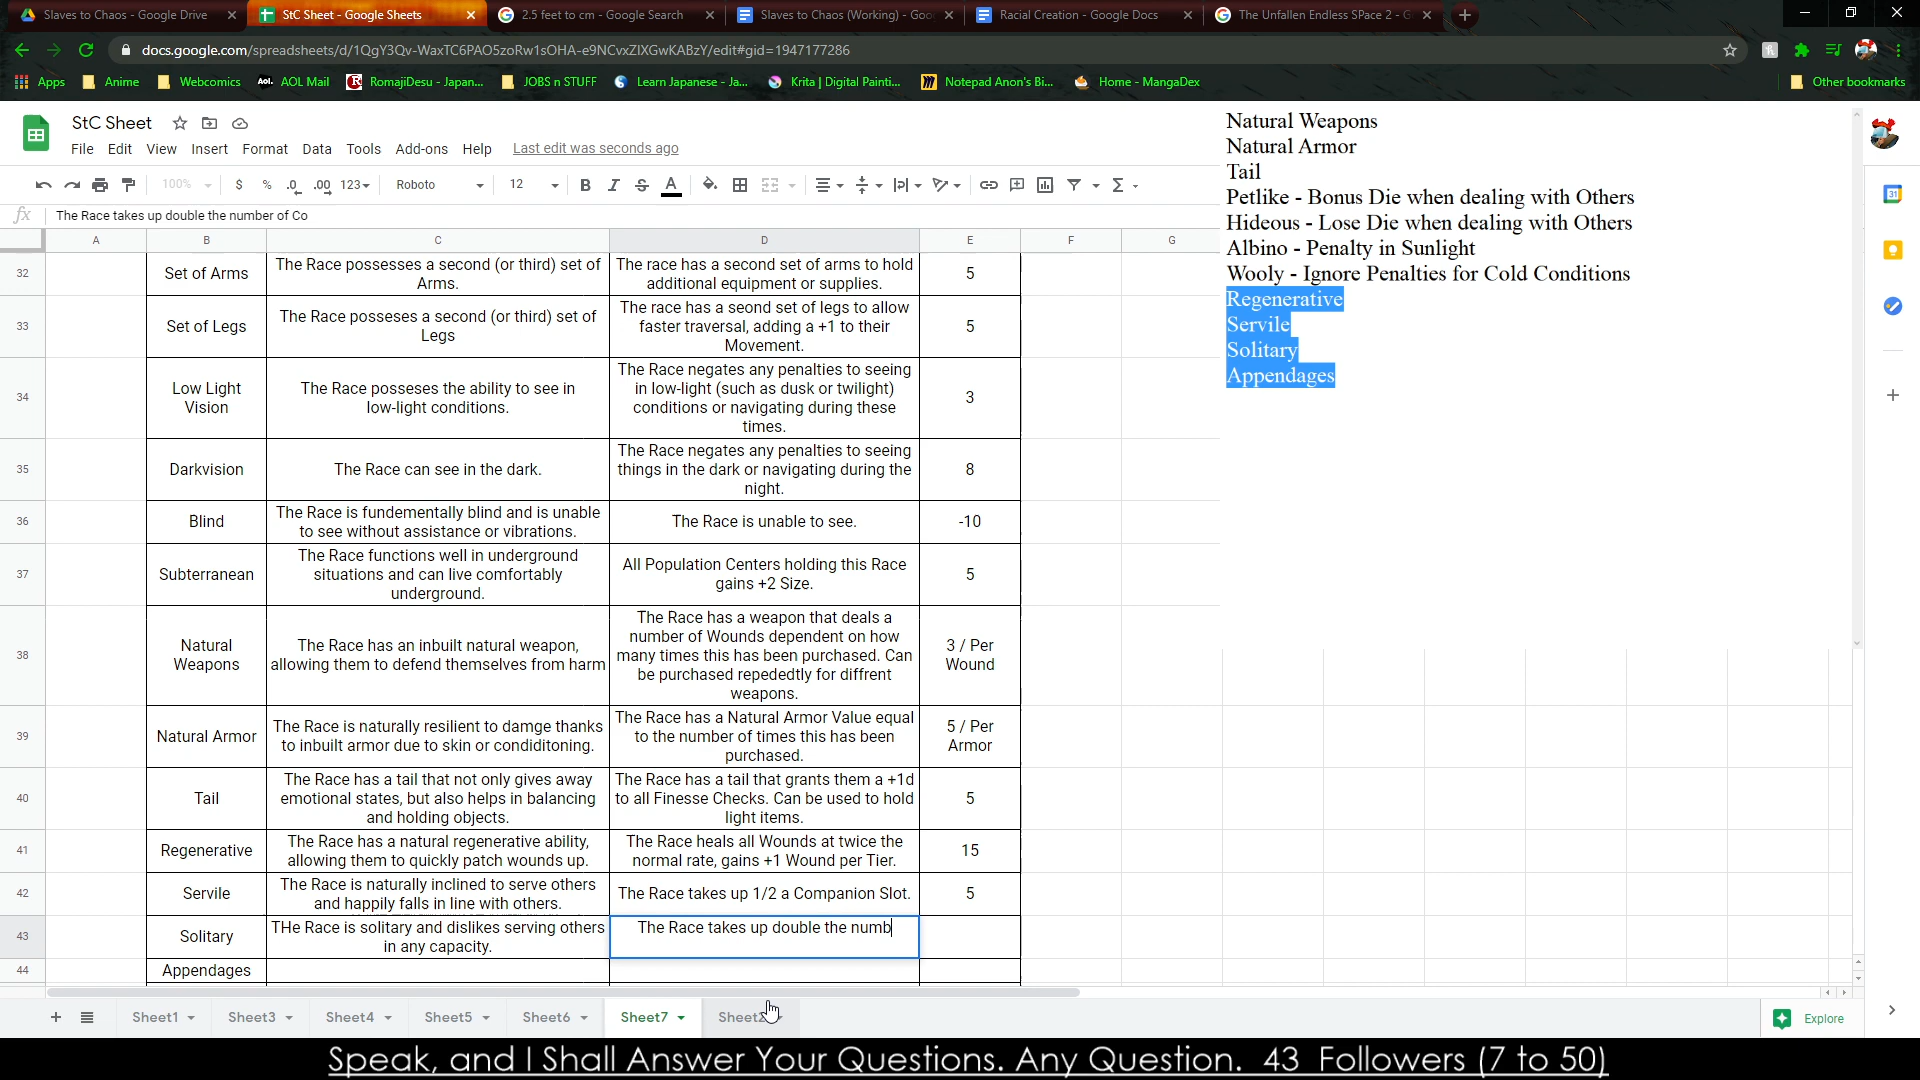 Slaves to Chaos - Google Drive
StC Sheet - Google Sheets
2.5 feet to cm - Google Search
Slaves to Chaos (Working) - Goo
Racial Creation - Google Docs
The Unfallen Endless SPace 2 - G
docs.google.com/spreadsheets/d/1QgY3Qv-WaxTC6PAO5zoRw1sOHA-e9NCvxZlXGwKABzY/edit#gid=1947177286
Apps
Anime
Webcomics
Aol.
AOL Mail
RomajiDesu - Japan...
JOBS n STUFF
Learn Japanese - Ja...
Krita | Digital Painti...
Notepad Anon's Bi...
Home - MangaDex
Other bookmarks
StC Sheet
File Edit View Insert Format Data Tools Add-ons Help Last edit was seconds ago
100% $ % .0 .00 123 Roboto 12 B I S A
fx The Race takes up double the number of Co
A B C D E F G
Natural Weapons
Natural Armor
Tail
Petlike - Bonus Die when dealing with Others
Hideous - Lose Die when dealing with Others
Albino - Penalty in Sunlight
Wooly - Ignore Penalties for Cold Conditions
Regenerative
Servile
Solitary
Appendages
31
32
Set of Arms
The Race possesses a second (or third) set of
Arms.
The race has a second set of arms to hold
additional equipment or supplies.
5
33
Set of Legs
The Race posseses a second (or third) set of
Legs
The race has a seond set of legs to allow
faster traversal, adding a +1 to their
Movement.
5
34
Low Light
Vision
The Race posseses the ability to see in
low-light conditions.
The Race negates any penalties to seeing
in low-light (such as dusk or twilight)
conditions or navigating during these
times.
3
35
Darkvision
The Race can see in the dark.
The Race negates any penalties to seeing
things in the dark or navigating during the
night.
8
36
Blind
The Race is fundementally blind and is unable
to see without assistance or vibrations.
The Race is unable to see.
-10
37
Subterranean
The Race functions well in underground
situations and can live comfortably
underground.
All Population Centers holding this Race
gains +2 Size.
5
38
Natural
Weapons
The Race has an inbuilt natural weapon,
allowing them to defend themselves from harm
The Race has a weapon that deals a
number of Wounds dependent on how
many times this has been purchased. Can
be purchased repededtly for diffrent
weapons.
3 / Per
Wound
39
Natural Armor
The Race is naturally resilient to damge thanks
to inbuilt armor due to skin or condiditoning.
The Race has a Natural Armor Value equal
to the number of times this has been
purchased.
5 / Per
Armor
40
Tail
The Race has a tail that not only gives away
emotional states, but also helps in balancing
and holding objects.
The Race has a tail that grants them a +1d
to all Finesse Checks. Can be used to hold
light items.
5
41
Regenerative
The Race has a natural regenerative ability,
allowing them to quickly patch wounds up.
The Race heals all Wounds at twice the
normal rate, gains +1 Wound per Tier.
15
42
Servile
The Race is naturally inclined to serve others
and happily falls in line with others.
The Race takes up 1/2 a Companion Slot.
5
43
Solitary
THe Race is solitary and dislikes serving others
in any capacity.
The Race takes up double the numb
44
Appendages
Sheet1 Sheet3 Sheet4 Sheet5 Sheet6 Sheet7 Sheet2
Explore
Speak, and I Shall Answer Your Questions. Any Question. 43 Followers (7 to 50)